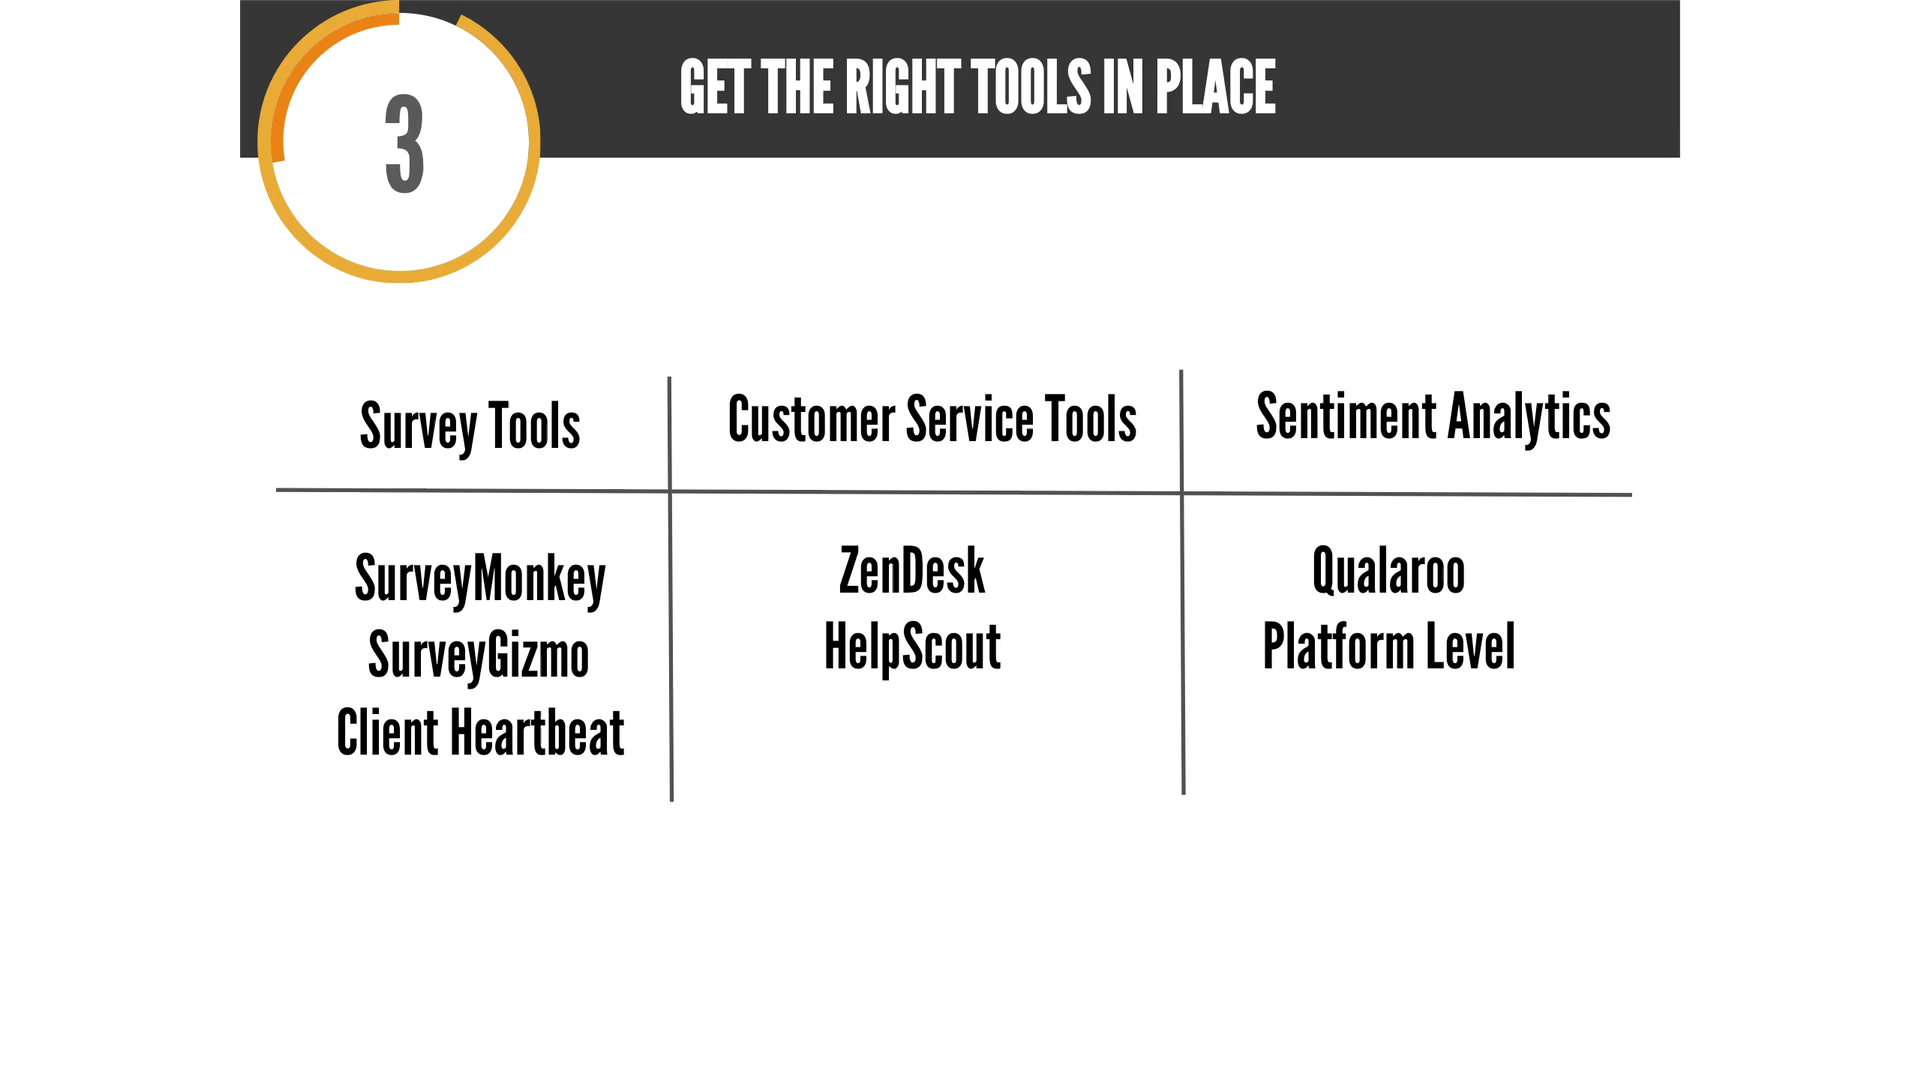 3
GET THE RIGHT TOOLS IN PLACE
Survey Tools
Customer Service Tools
Sentiment Analytics
SurveyMonkey
SurveyGizmo
Client Heartbeat
ZenDesk
HelpScout
Qualaroo
Platform Level